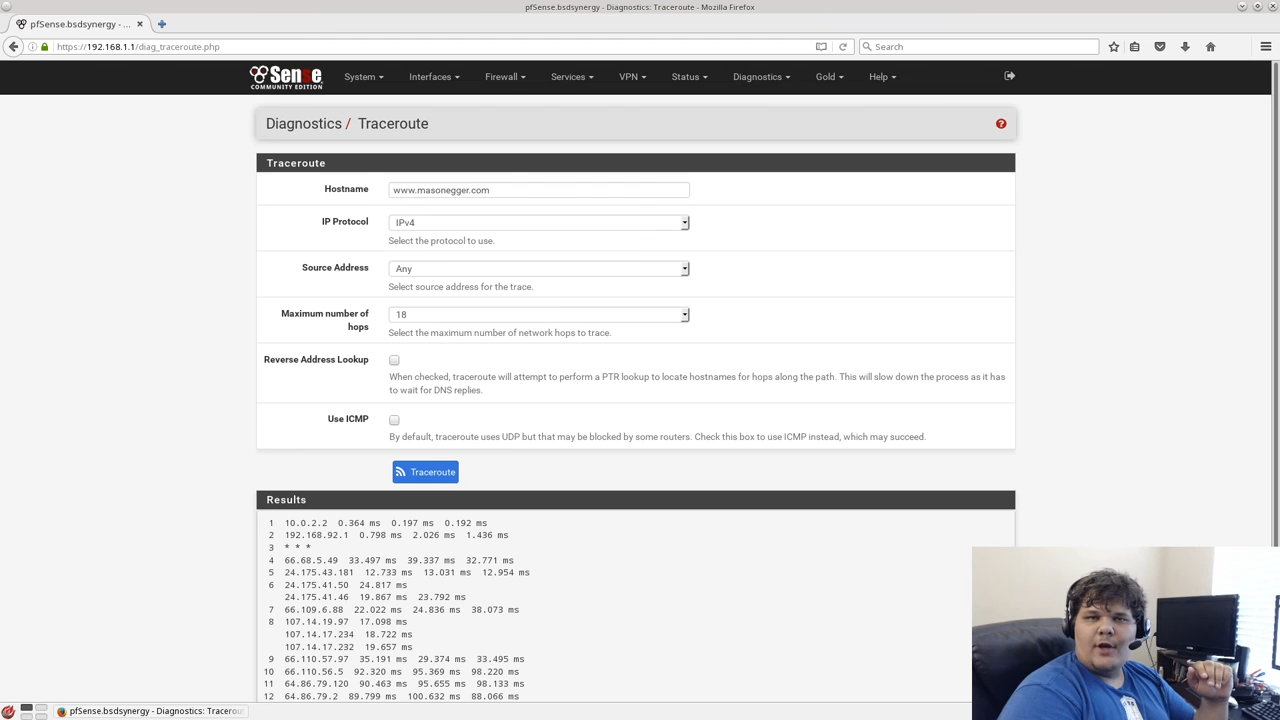 pfSense.bsdsynergy - Diagnostics: Traceroute - Mozilla Firefox
pfSense.bsdsynergy - ...
https://192.168.1.1/diag_traceroute.php
Search
Sense
COMMUNITY EDITION
System Interfaces Firewall Services VPN Status Diagnostics Gold Help
Diagnostics / Traceroute
Traceroute
Hostname www.masonegger.com
IP Protocol IPv4
Select the protocol to use.
Source Address Any
Select source address for the trace.
Maximum number of hops 18
Select the maximum number of network hops to trace.
Reverse Address Lookup
When checked, traceroute will attempt to perform a PTR lookup to locate hostnames for hops along the path. This will slow down the process as it has
to wait for DNS replies.
Use ICMP
By default, traceroute uses UDP but that may be blocked by some routers. Check this box to use ICMP instead, which may succeed.
Traceroute
Results
1 10.0.2.2 0.364 ms 0.197 ms 0.192 ms
2 192.168.92.1 0.798 ms 2.026 ms 1.436 ms
3 * * *
4 66.68.5.49 33.497 ms 39.337 ms 32.771 ms
5 24.175.43.181 12.733 ms 13.031 ms 12.954 ms
6 24.175.41.50 24.817 ms
24.175.41.46 19.867 ms 23.792 ms
7 66.109.6.88 22.022 ms 24.836 ms 38.073 ms
8 107.14.19.97 17.098 ms
107.14.17.234 18.722 ms
107.14.17.232 19.657 ms
9 66.110.57.97 35.191 ms 29.374 ms 33.495 ms
10 66.110.56.5 92.320 ms 95.369 ms 98.220 ms
11 64.86.79.120 90.463 ms 95.655 ms 98.133 ms
12 64.86.79.2 89.799 ms 100.632 ms 88.066 ms
pfSense.bsdsynergy - Diagnostics: Tracerou